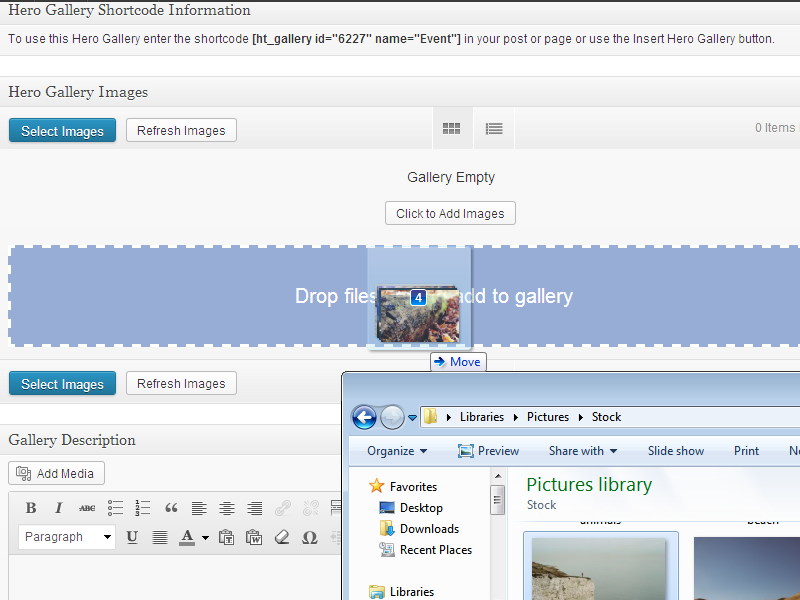 Hero Gallery Shortcode Information
To use this Hero Gallery enter the shortcode [ht_gallery id="6227" name="Event"] in your post or page or use the Insert Hero Gallery button.
Hero Gallery Images
Select Images
Refresh Images
0 Items
Gallery Empty
Click to Add Images
Drop files add to gallery
4
Move
Select Images
Refresh Images
Libraries
Pictures
Stock
Organize
Preview
Share with
Slide show
Print
Gallery Description
Add Media
Favorites
Desktop
Downloads
Recent Places
Libraries
Pictures library
Stock
animals
beach
B I ABC
Paragraph
U A T W Ω